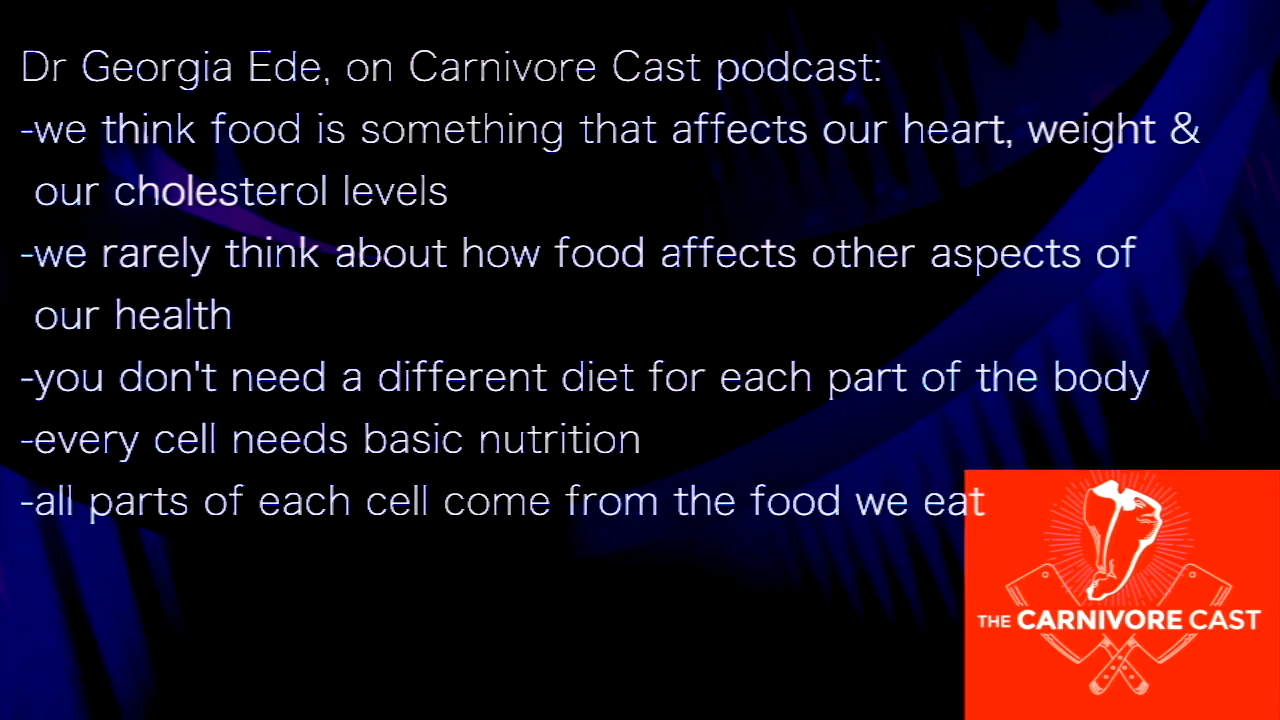 Dr Georgia Ede, on Carnivore Cast podcast:
-we think food is something that affects our heart, weight &
our cholesterol levels
-we rarely think about how food affects other aspects of
our health
-you don't need a different diet for each part of the body
-every cell needs basic nutrition
-all parts of each cell come from the food we eat
THE CARNIVORE CAST